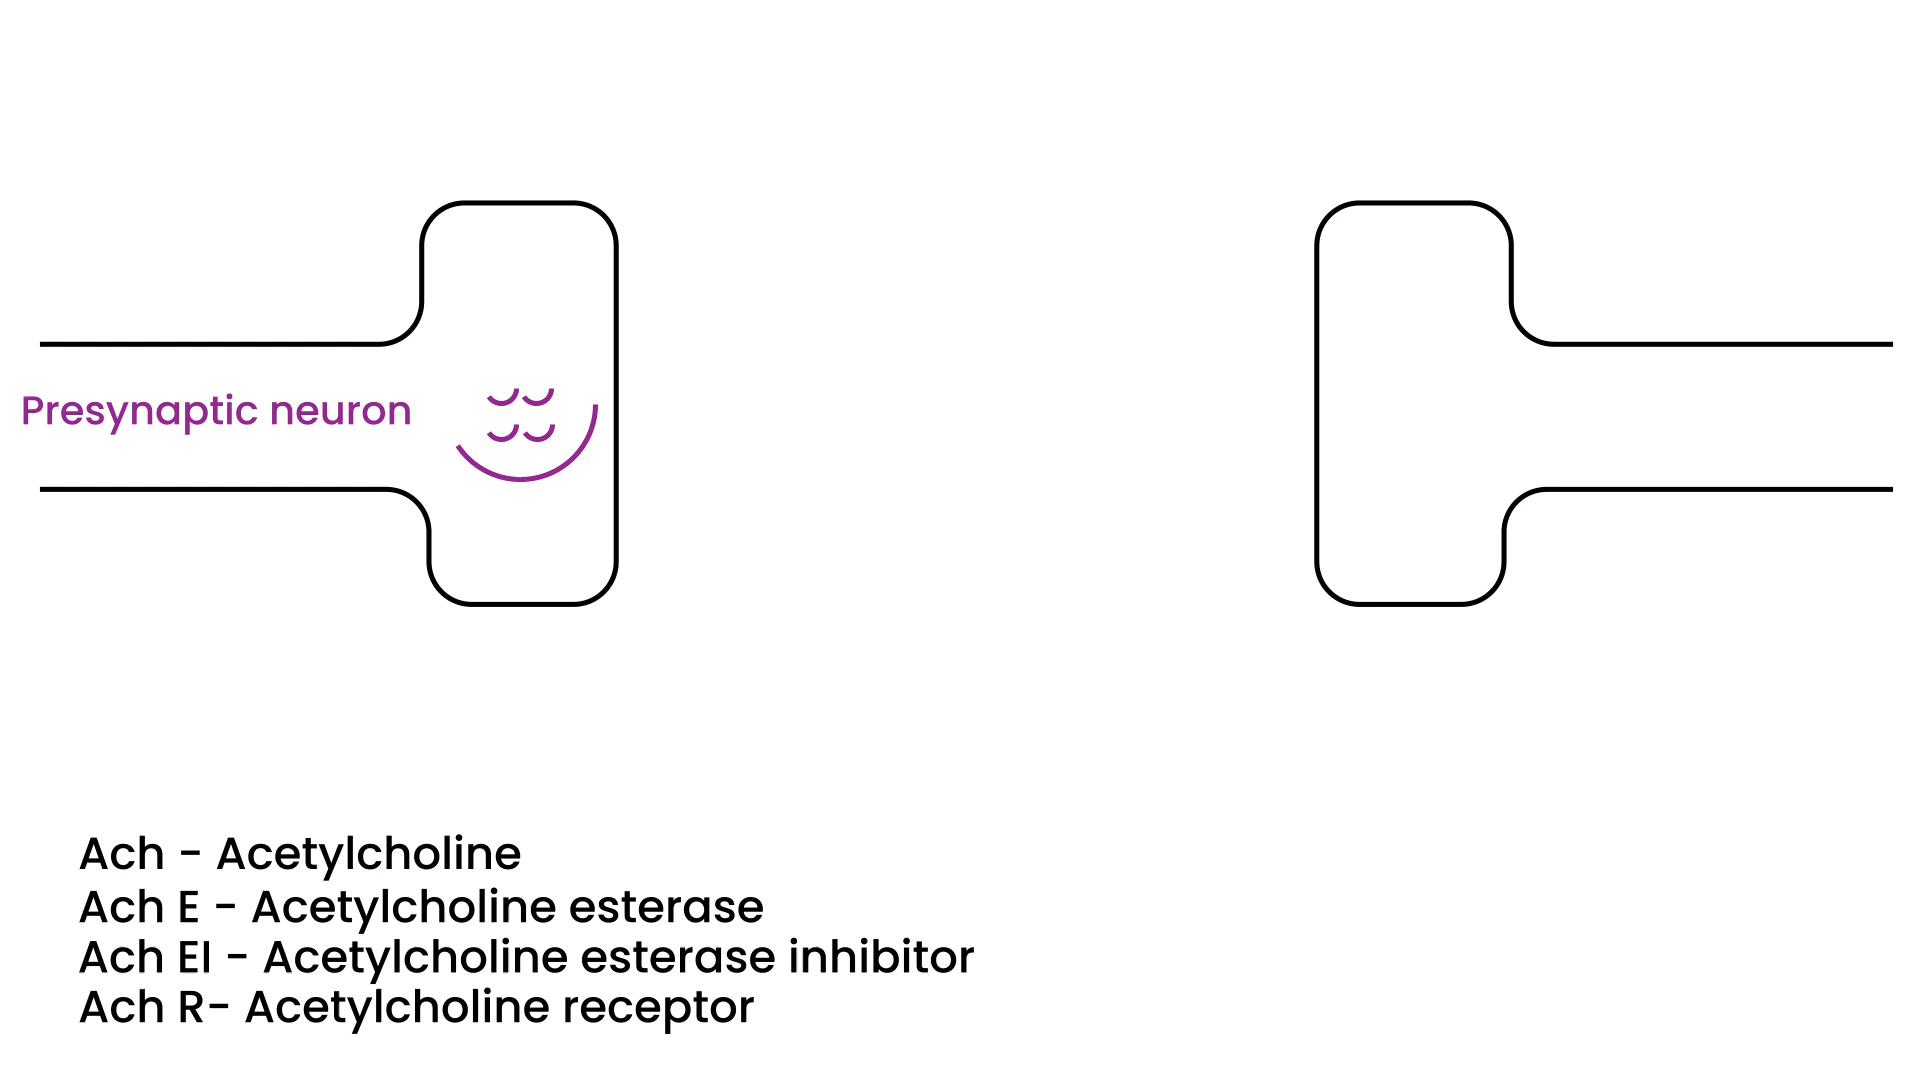 Presynaptic neuron
Ach - Acetylcholine
Ach E - Acetylcholine esterase
Ach EI - Acetylcholine esterase inhibitor
Ach R- Acetylcholine receptor